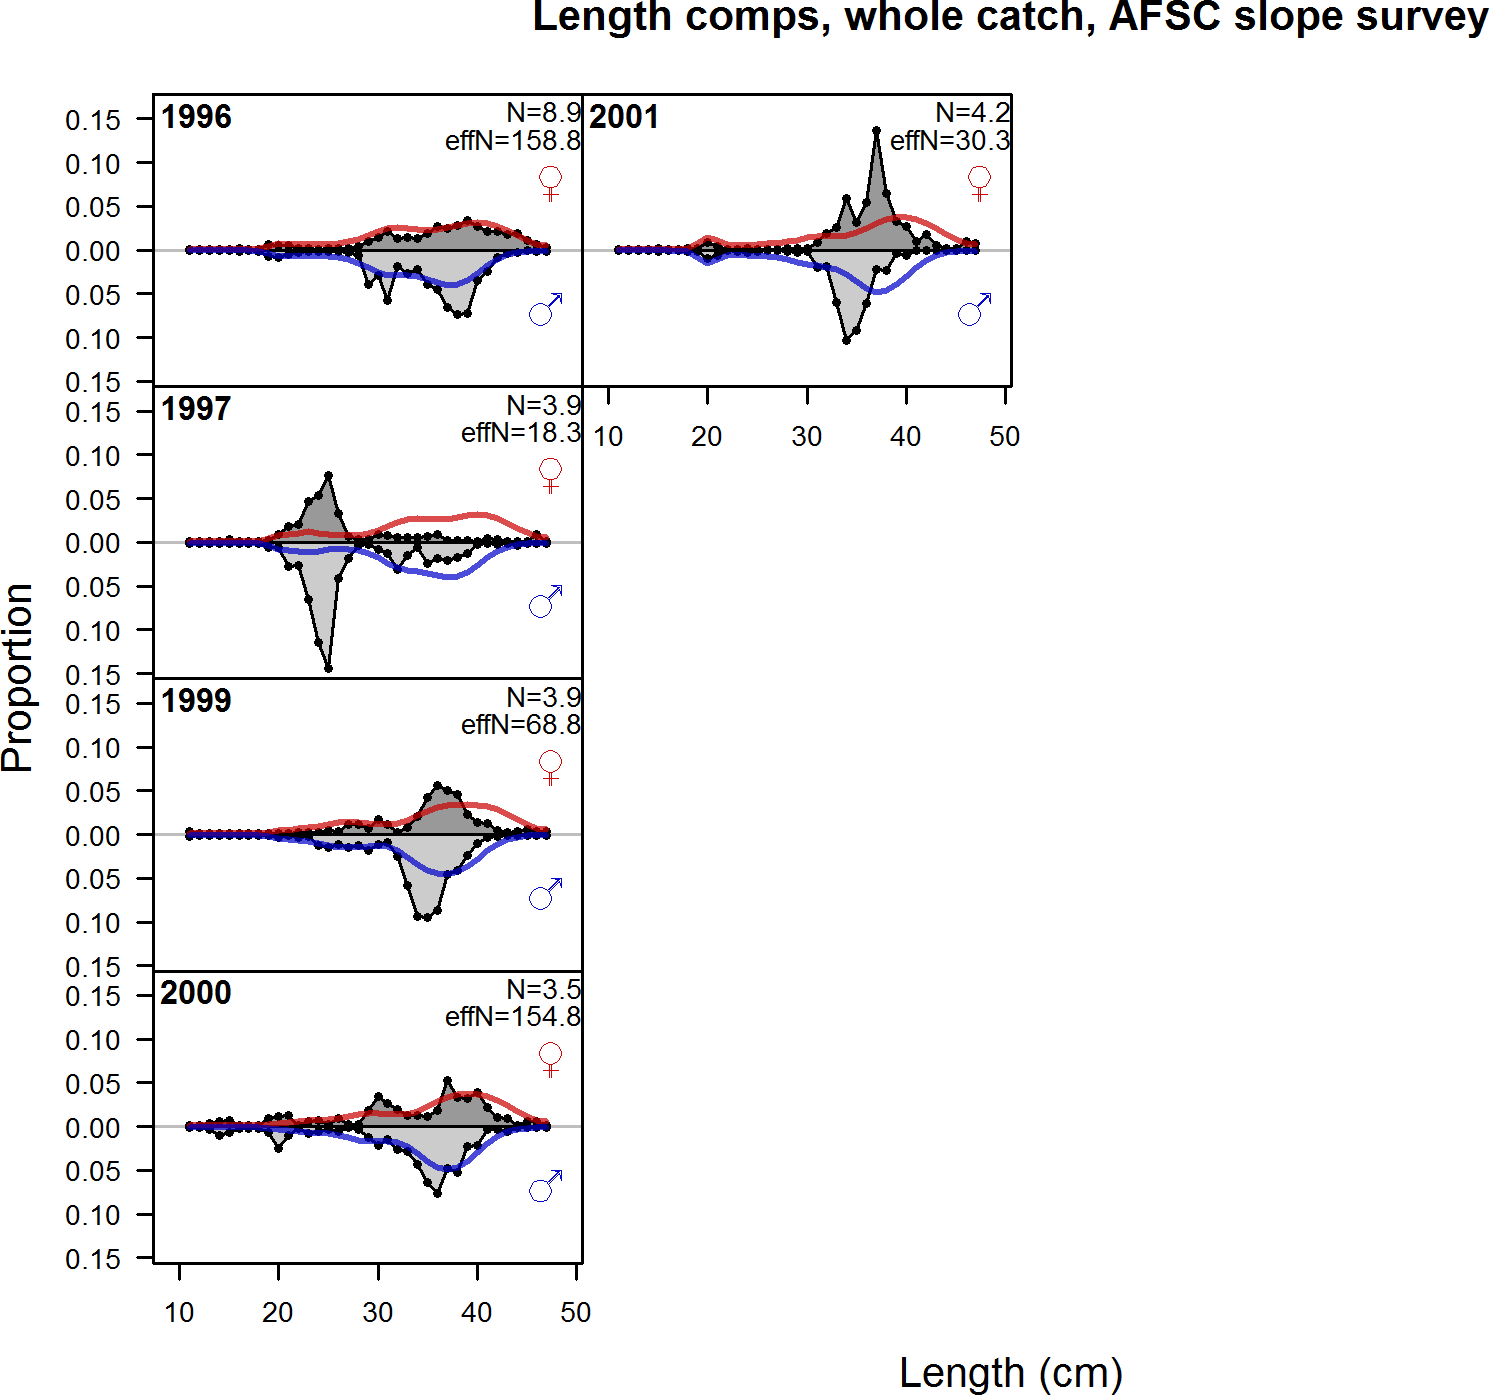 Length comps, whole catch, AFSC slope survey
1996
N=8.9
effN=158.8
0.15
0.10
0.05
0.00
0.05
0.10
0.15
2001
N=4.2
effN=30.3
10 20 30 40 50
1997
N=3.9
effN=18.3
0.15
0.10
0.05
0.00
0.05
0.10
0.15
1999
N=3.9
effN=68.8
0.15
0.10
0.05
0.00
0.05
0.10
0.15
2000
N=3.5
effN=154.8
0.15
0.10
0.05
0.00
0.05
0.10
0.15
10 20 30 40 50
Proportion
Length (cm)